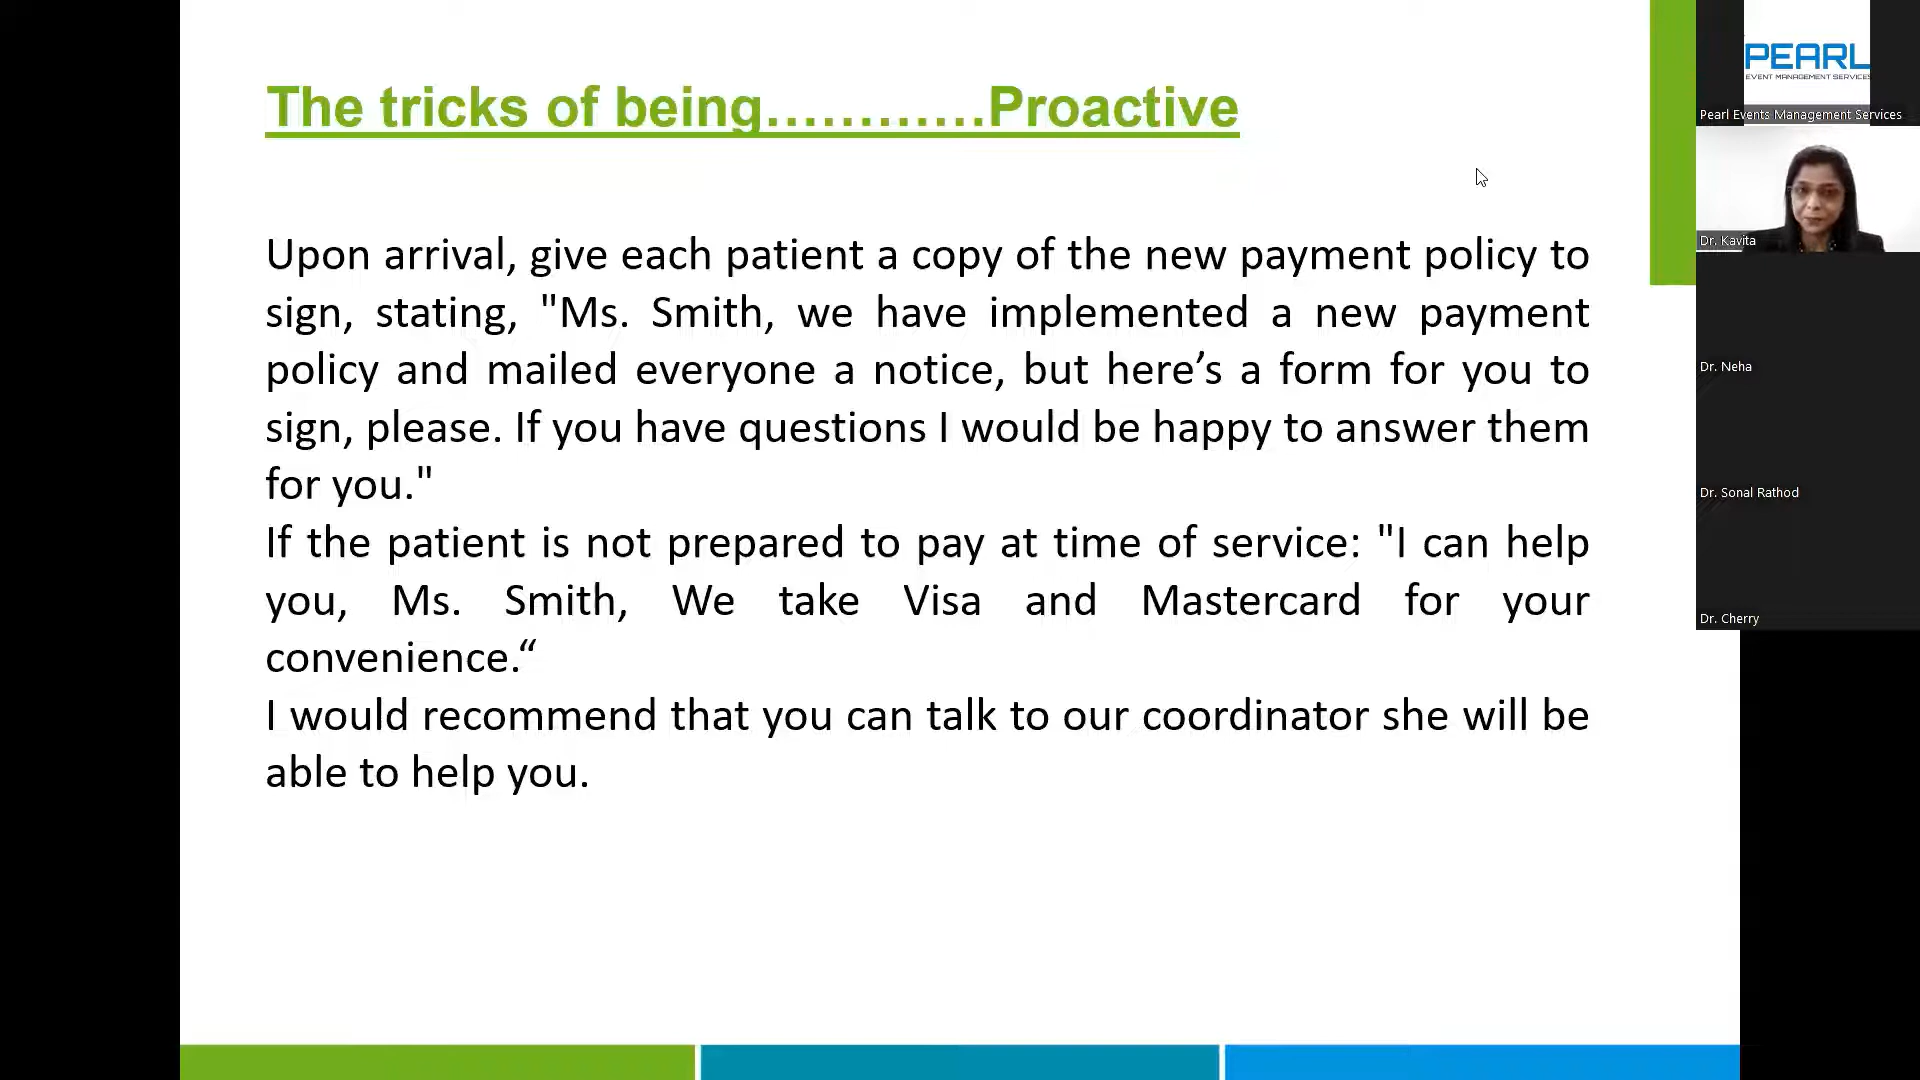 The tricks of being............Proactive
Upon arrival, give each patient a copy of the new payment policy to
sign, stating, "Ms. Smith, we have implemented a new payment
policy and mailed everyone a notice, but here’s a form for you to
sign, please. If you have questions I would be happy to answer them
for you."
If the patient is not prepared to pay at time of service: "I can help
you, Ms. Smith, We take Visa and Mastercard for your
convenience.“
I would recommend that you can talk to our coordinator she will be
able to help you.
PEARL
EVENT MANAGEMENT SERVICES
Pearl Events Management Services
Dr. Kavita
Dr. Neha
Dr. Sonal Rathod
Dr. Cherry